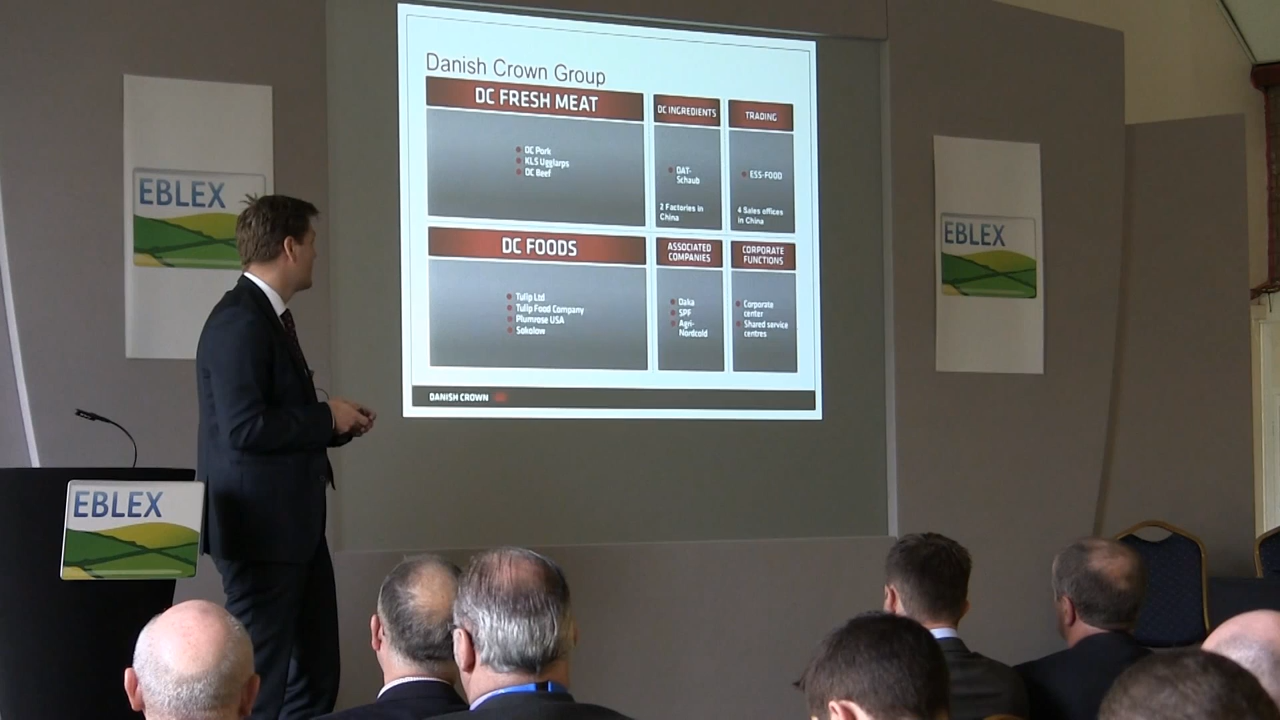 Danish Crown Group
DC FRESH MEAT
DC Pork
KLS Ugglarps
DC Beef
DC INGREDIENTS
DAT-
Schaub
2 Factories in
China
TRADING
ESS-FOOD
4 Sales offices
in China
DC FOODS
Tulip Ltd
Tulip Food Company
Plumrose USA
Sokolow
ASSOCIATED
COMPANIES
Daka
SPF
Agri-
Nordcold
CORPORATE
FUNCTIONS
Corporate
center
Shared service
centres
DANISH CROWN
EBLEX
EBLEX
EBLEX